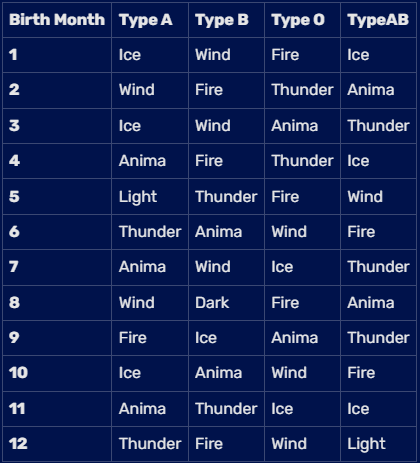 Birth Month Type A Type B Type O TypeAB
1 Ice Wind Fire Ice
2 Wind Fire Thunder Anima
3 Ice Wind Anima Thunder
4 Anima Fire Thunder Ice
5 Light Thunder Fire Wind
6 Thunder Anima Wind Fire
7 Anima Wind Ice Thunder
8 Wind Dark Fire Anima
9 Fire Ice Anima Thunder
10 Ice Anima Wind Fire
11 Anima Thunder Ice Ice
12 Thunder Fire Wind Light